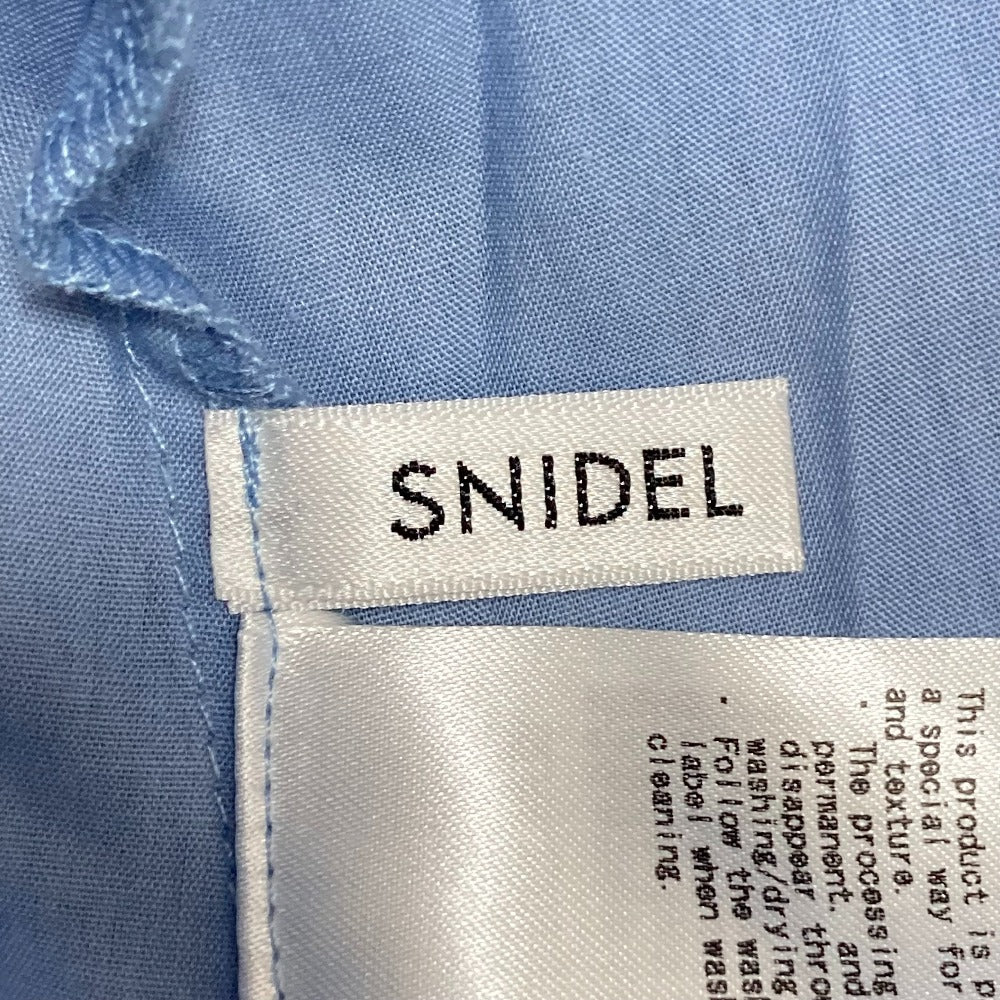 SNIDEL
This product is p
a special way for
and texture.
· The processing
permanent. and
disappear thro
washing/drying
· Follow the was
label when was
cleaning.